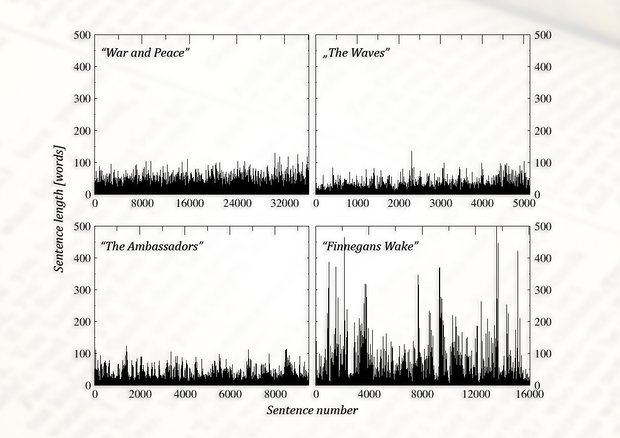 500 500
"War and Peace" „The Waves"
400 400
300 300
200 200
100 100
0 0
0 8000 16000 24000 32000 0 1000 2000 3000 4000 5000
Sentence length [words]
500 500
"The Ambassadors" "Finnegans Wake"
400 400
300 300
200 200
100 100
0 0
0 2000 4000 6000 8000 0 4000 8000 12000 16000
Sentence number